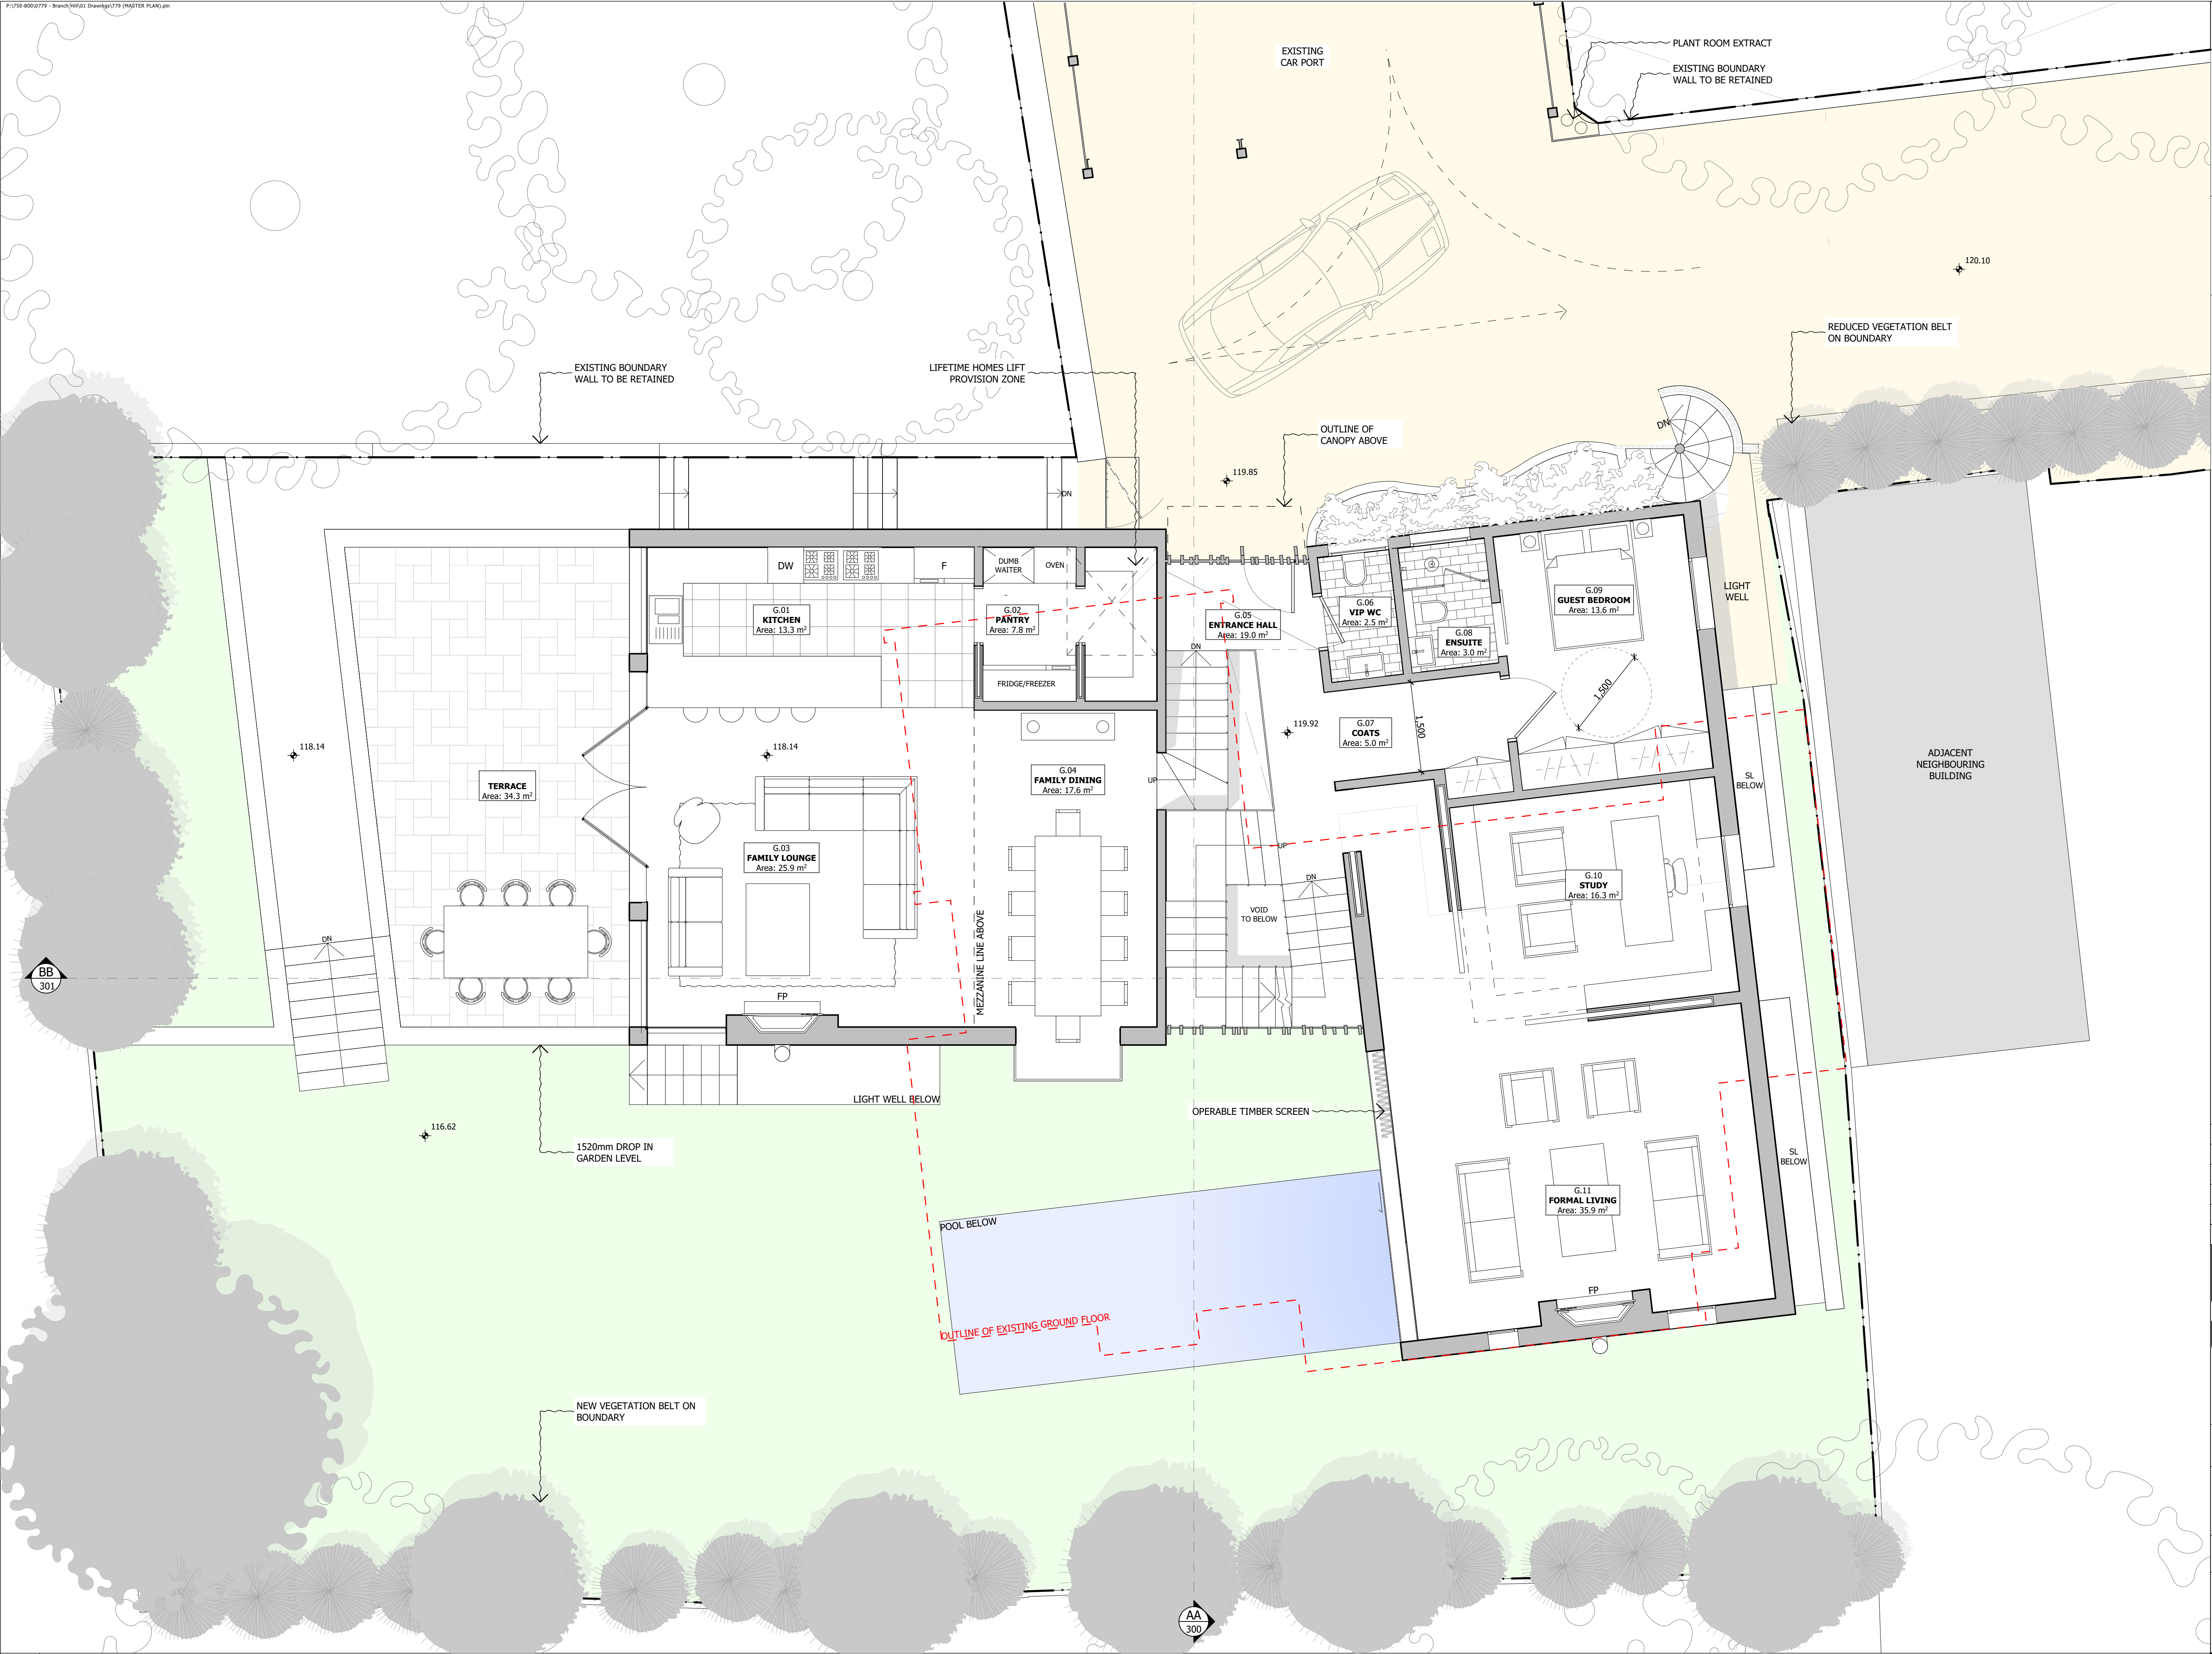 P:\750-800\0779 - Branch Hill\01 Drawings\779 (MASTER PLAN).pln
EXISTING
CAR PORT
PLANT ROOM EXTRACT
EXISTING BOUNDARY
WALL TO BE RETAINED
120.10
REDUCED VEGETATION BELT
ON BOUNDARY
EXISTING BOUNDARY
WALL TO BE RETAINED
LIFETIME HOMES LIFT
PROVISION ZONE
OUTLINE OF
CANOPY ABOVE
DN
119.85
DN
DW
F
DUMB
WAITER
OVEN
G.01
KITCHEN
Area: 13.3 m²
G.02
PANTRY
Area: 7.8 m²
FRIDGE/FREEZER
G.05
ENTRANCE HALL
Area: 19.0 m²
DN
G.06
VIP WC
Area: 2.5 m²
G.08
ENSUITE
Area: 3.0 m²
G.09
GUEST BEDROOM
Area: 13.6 m²
LIGHT
WELL
1,500
1,500
118.14
118.14
119.92
G.07
COATS
Area: 5.0 m²
TERRACE
Area: 34.3 m²
G.04
FAMILY DINING
Area: 17.6 m²
UP
SL
BELOW
ADJACENT
NEIGHBOURING
BUILDING
G.03
FAMILY LOUNGE
Area: 25.9 m²
UP
DN
G.10
STUDY
Area: 16.3 m²
VOID
TO BELOW
MEZZANINE LINE ABOVE
DN
BB
301
FP
LIGHT WELL BELOW
OPERABLE TIMBER SCREEN
116.62
1520mm DROP IN
GARDEN LEVEL
SL
BELOW
G.11
FORMAL LIVING
Area: 35.9 m²
POOL BELOW
FP
OUTLINE OF EXISTING GROUND FLOOR
NEW VEGETATION BELT ON
BOUNDARY
AA
300